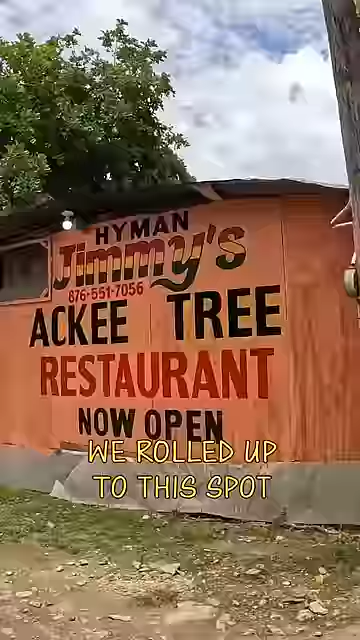 HYMAN
Jimmy's
876-551-7056
ACKEE TREE
RESTAURANT
NOW OPEN
WE ROLLED UP
TO THIS SPOT